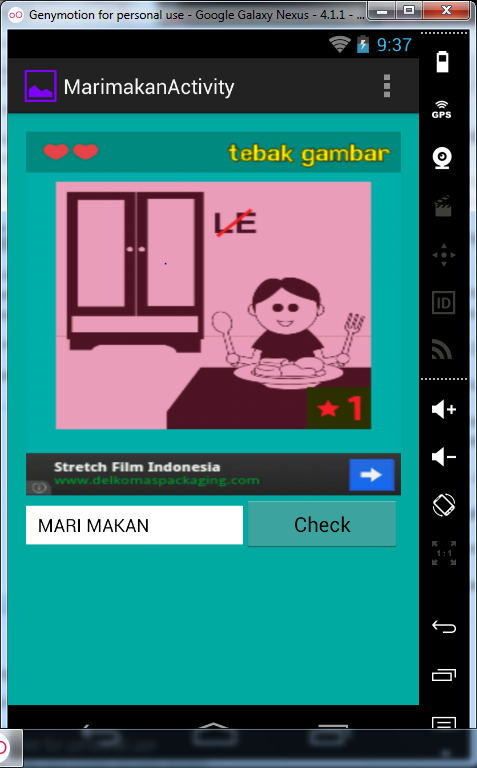 Genymotion for personal use - Google Galaxy Nexus - 4.1.1 - ...
9:37
MarimakanActivity
GPS
tebak gambar
LE
ID
1
Stretch Film Indonesia
www.delkomaspackaging.com
MARI MAKAN
Check
1:1